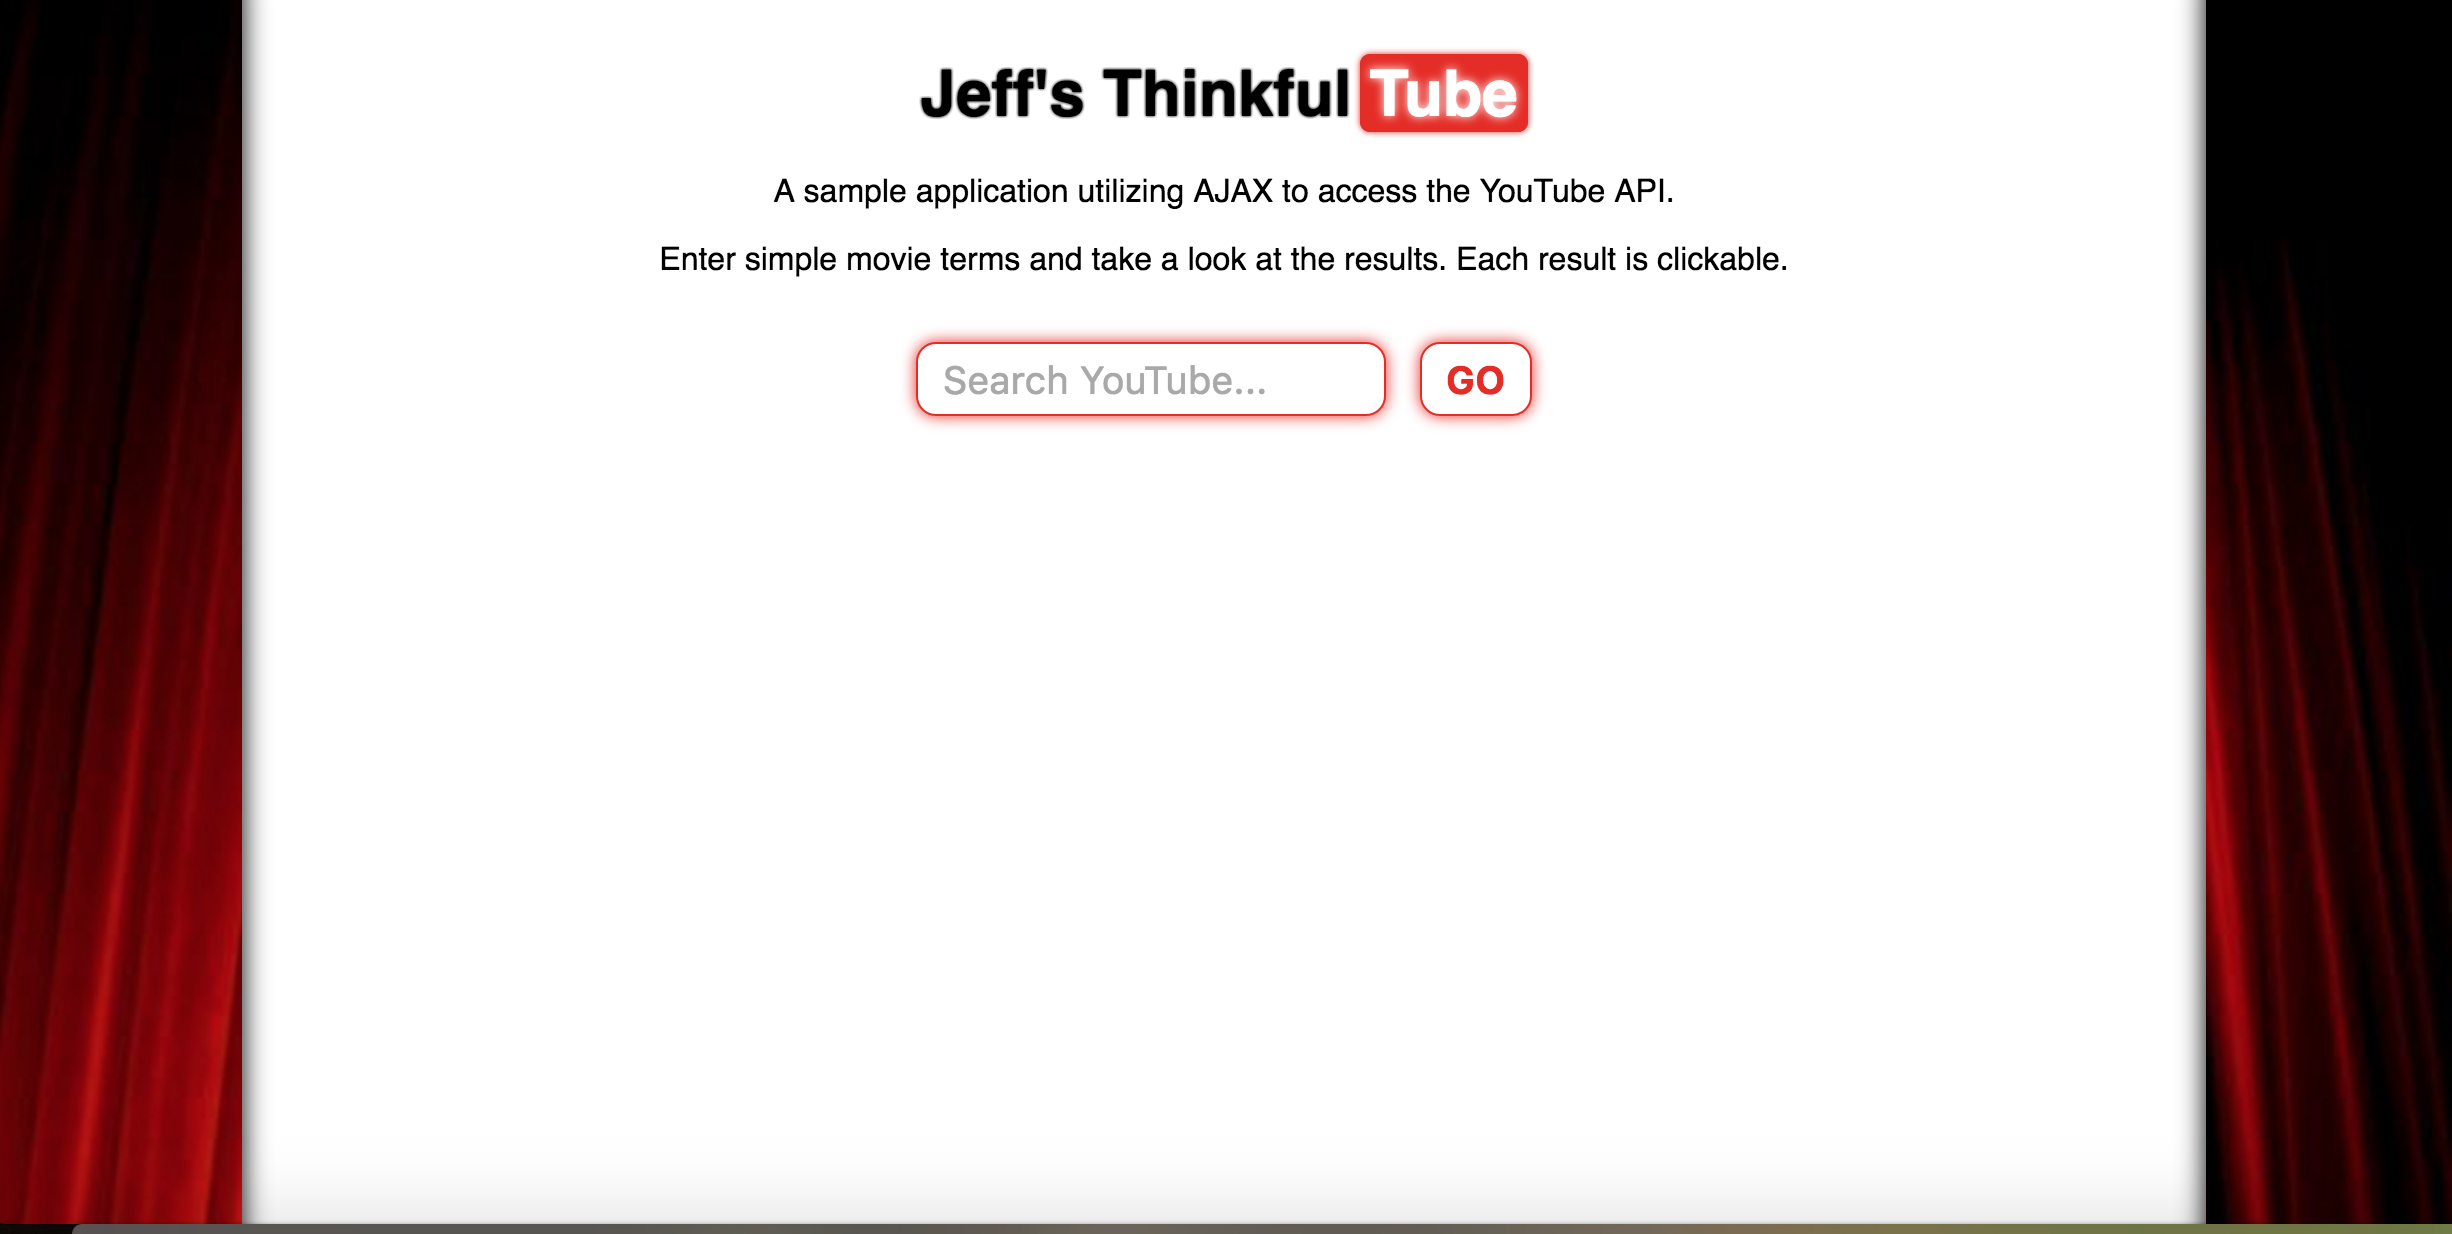 Jeff's Thinkful Tube
A sample application utilizing AJAX to access the YouTube API.
Enter simple movie terms and take a look at the results. Each result is clickable.
Search YouTube... GO